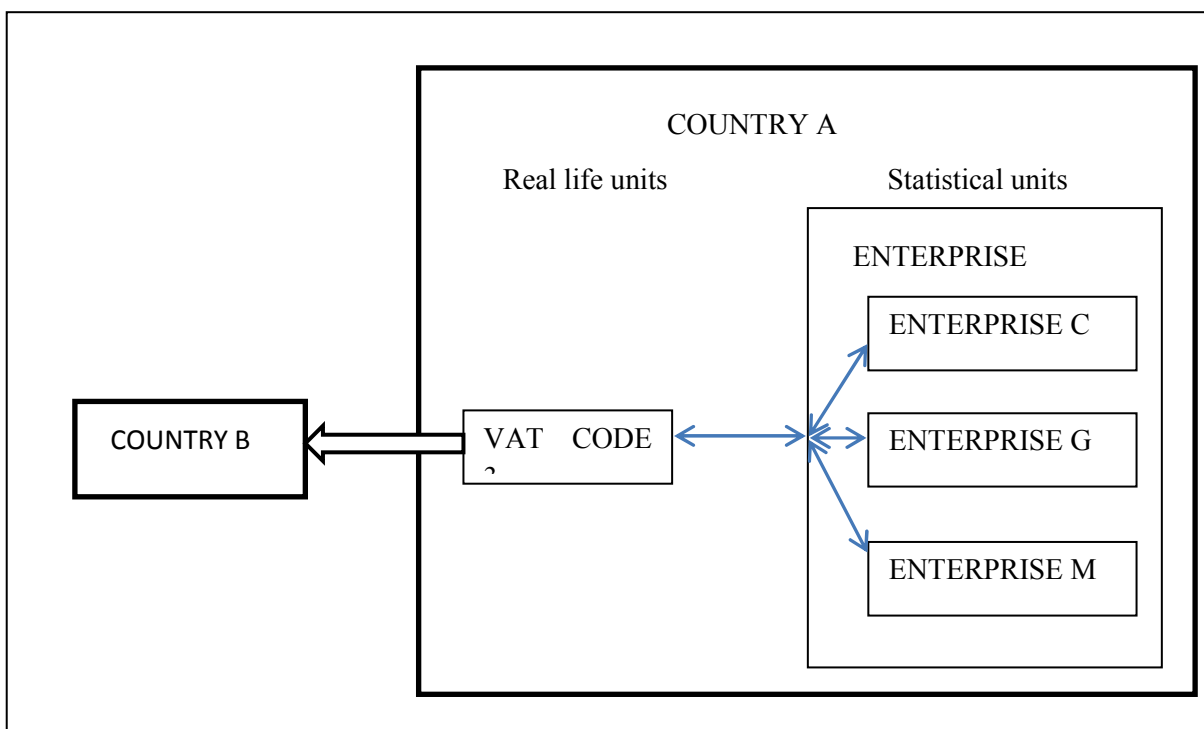 COUNTRY A
Real life units
Statistical units
ENTERPRISE
ENTERPRISE C
COUNTRY B
VAT CODE
ENTERPRISE G
ENTERPRISE M